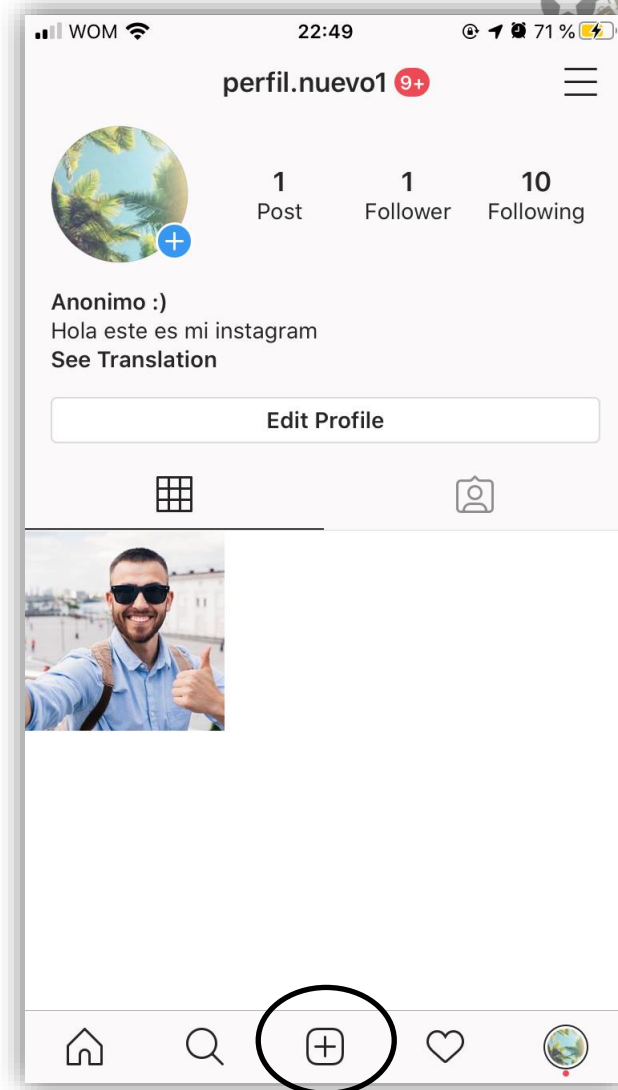 WOM 22:49 71 %
perfil.nuevo1 9+
1 1 10
Post Follower Following
Anonimo :)
Hola este es mi instagram
See Translation
Edit Profile